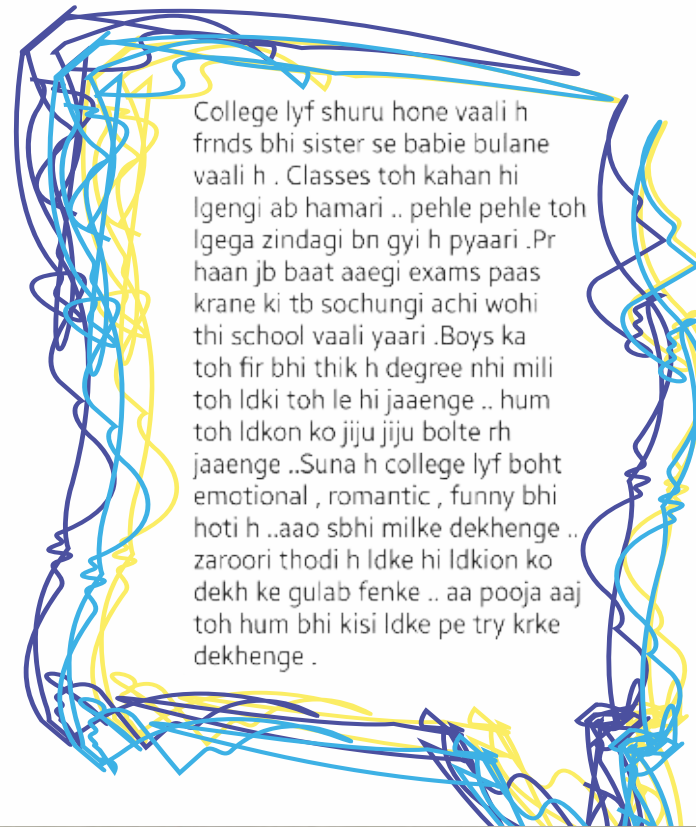 College lyf shuru hone vaali h
frnds bhi sister se babie bulane
vaali h . Classes toh kahan hi
lgengi ab hamari .. pehle pehle toh
lgega zindagi bn gyi h pyaari .Pr
haan jb baat aaegi exams paas
krane ki tb sochungi achi wohi
thi school vaali yaari .Boys ka
toh fir bhi thik h degree nhi mili
toh ldki toh le hi jaaenge .. hum
toh ldkon ko jiju jiju bolte rh
jaaenge ..Suna h college lyf boht
emotional , romantic , funny bhi
hoti h ..aao sbhi milke dekhenge ..
zaroori thodi h ldke hi ldkion ko
dekh ke gulab fenke .. aa pooja aaj
toh hum bhi kisi ldke pe try krke
dekhenge .